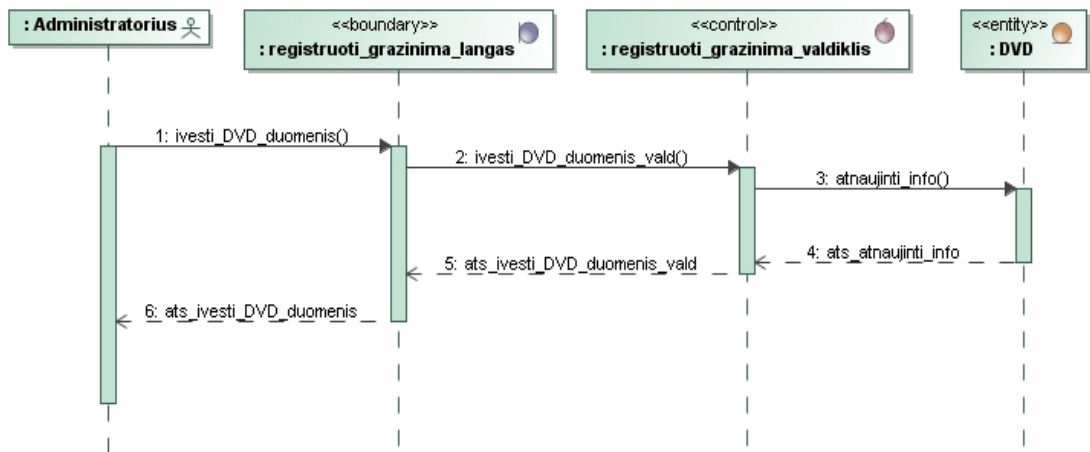 : Administratorius
<<boundary>>
: registruoti_grazinima_langas
<<control>>
: registruoti_grazinima_valdiklis
<<entity>>
: DVD
1: ivesti_DVD_duomenis()
2: ivesti_DVD_duomenis_vald()
3: atnaujinti_info()
4: ats_atnaujinti_info
5: ats_ivesti_DVD_duomenis_vald
6: ats_ivesti_DVD_duomenis